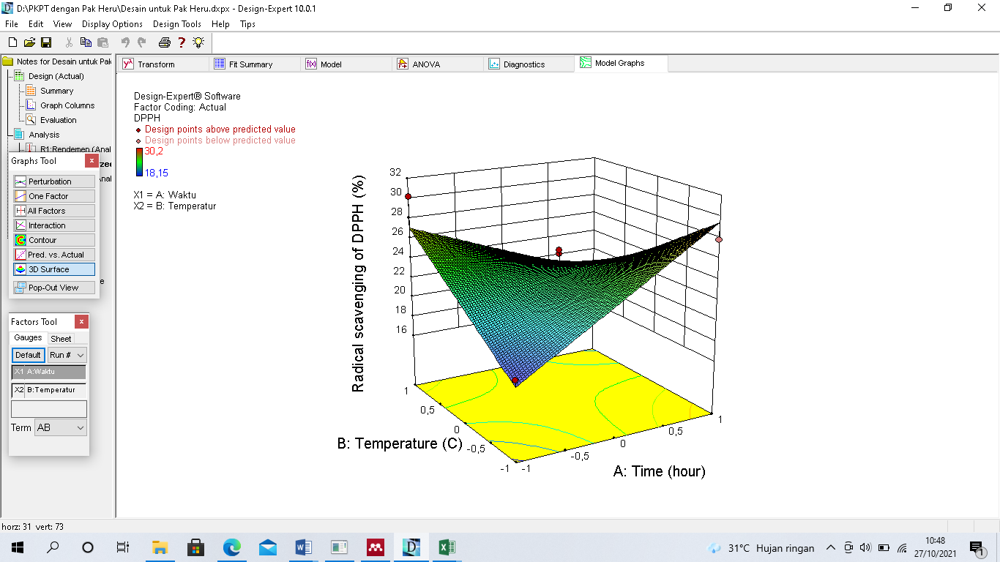 D:\PKPT dengan Pak Heru\Desain untuk Pak Heru.dxpx - Design-Expert 10.0.1
File Edit View Display Options Design Tools Help Tips
Notes for Desain untuk Pak
Design (Actual)
Summary
Graph Columns
Evaluation
Analysis
R1:Rendemen (Anal
Transform
Fit Summary
Model
ANOVA
Diagnostics
Model Graphs
Graphs Tool
Perturbation
One Factor
All Factors
Interaction
Contour
Pred. vs. Actual
3D Surface
Pop-Out View
Factors Tool
Gauges Sheet
Default Run #
X1 A:Waktu
X2 B:Temperatur
Term AB
Design-Expert® Software
Factor Coding: Actual
DPPH
Design points above predicted value
Design points below predicted value
30,2
18,15
X1 = A: Waktu
X2 = B: Temperatur
Radical scavenging of DPPH (%)
32
30
28
26
24
22
20
18
16
1
0,5
0
-0,5
-1
B: Temperature (C)
-1
-0,5
0
0,5
1
A: Time (hour)
horz: 31 vert: 73
31°C Hujan ringan
10:48
27/10/2021
1